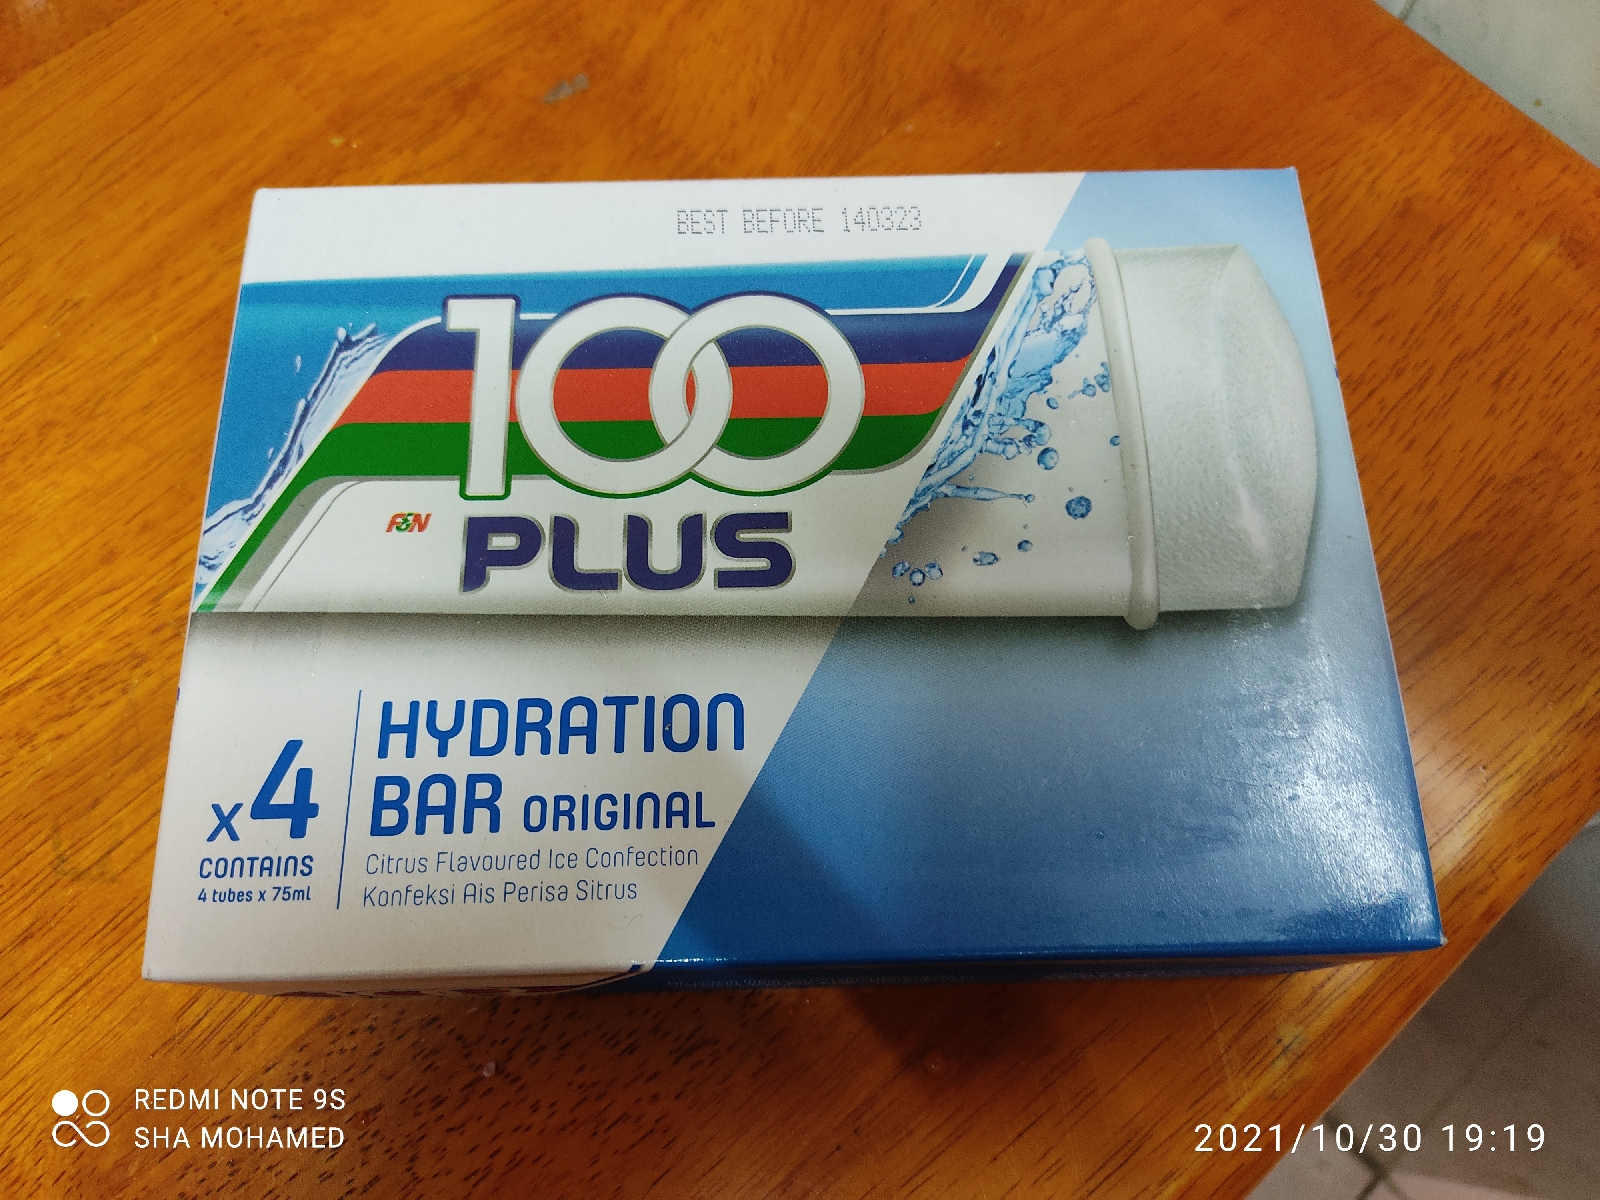 BEST BEFORE 140323
100
F&N
PLUS
x4
CONTAINS
4 tubes x 75ml
HYDRATION
BAR ORIGINAL
Citrus Flavoured Ice Confection
Konfeksi Ais Perisa Sitrus
REDMI NOTE 9S
SHA MOHAMED
2021/10/30 19:19